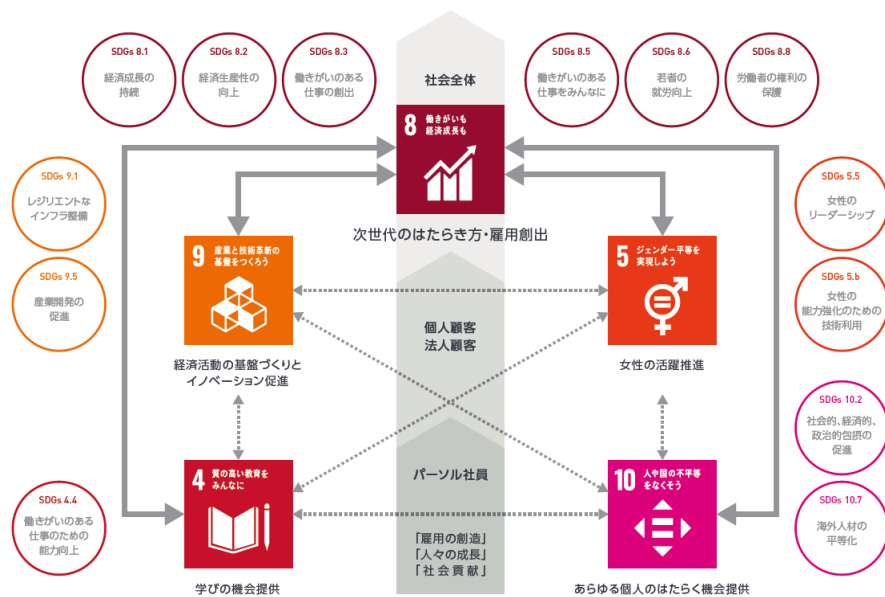 SDGs 8.1
経済成長の
持続
SDGs 8.2
経済生産性の
向上
SDGs 8.3
働きがいのある
仕事の創出
社会全体
SDGs 8.5
働きがいのある
仕事をみんなに
SDGs 8.6
若者の
就労向上
SDGs 8.8
労働者の権利の
保護
8 働きがいも
経済成長も
次世代のはたらき方・雇用創出
SDGs 9.1
レジリエントな
インフラ整備
SDGs 9.5
産業開発の
促進
9 産業と技術革新の
基盤をつくろう
経済活動の基盤づくりと
イノベーション促進
個人顧客
法人顧客
5 ジェンダー平等を
実現しよう
女性の活躍推進
SDGs 5.5
女性の
リーダーシップ
SDGs 5.b
女性の
能力強化のための
技術利用
SDGs 4.4
働きがいのある
仕事のための
能力向上
4 質の高い教育を
みんなに
学びの機会提供
パーソル社員
「雇用の創造」
「人々の成長」
「社会貢献」
10 人や国の不平等
をなくそう
あらゆる個人のはたらく機会提供
SDGs 10.2
社会的、経済的、
政治的包摂の
促進
SDGs 10.7
海外人材の
平等化